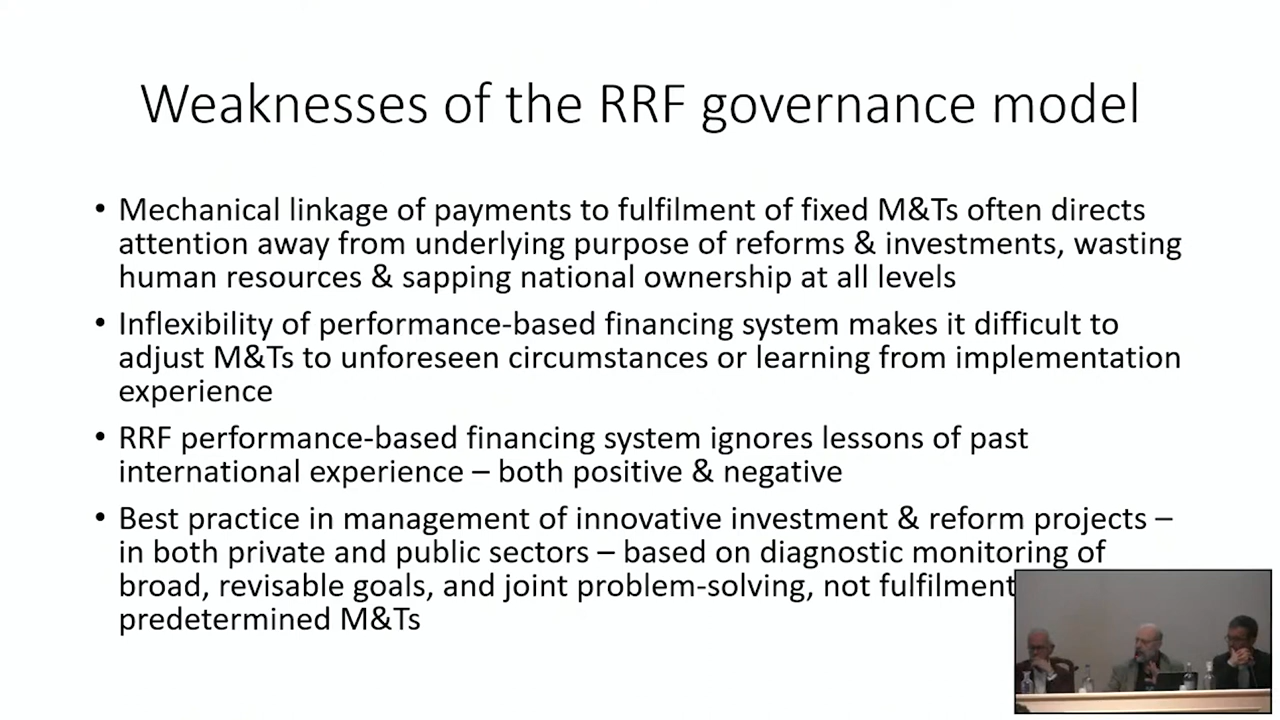 Weaknesses of the RRF governance model
• Mechanical linkage of payments to fulfilment of fixed M&Ts often directs
attention away from underlying purpose of reforms & investments, wasting
human resources & sapping national ownership at all levels
• Inflexibility of performance-based financing system makes it difficult to
adjust M&Ts to unforeseen circumstances or learning from implementation
experience
• RRF performance-based financing system ignores lessons of past
international experience – both positive & negative
• Best practice in management of innovative investment & reform projects –
in both private and public sectors – based on diagnostic monitoring of
broad, revisable goals, and joint problem-solving, not fulfilment
predetermined M&Ts